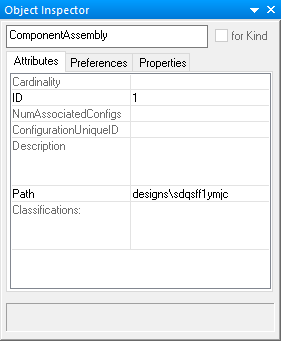 Object Inspector
ComponentAssembly for Kind
Attributes Preferences Properties
Cardinality
ID 1
NumAssociatedConfigs
ConfigurationUniqueID
Description
Path designs\sdqsff1ymjc
Classifications: